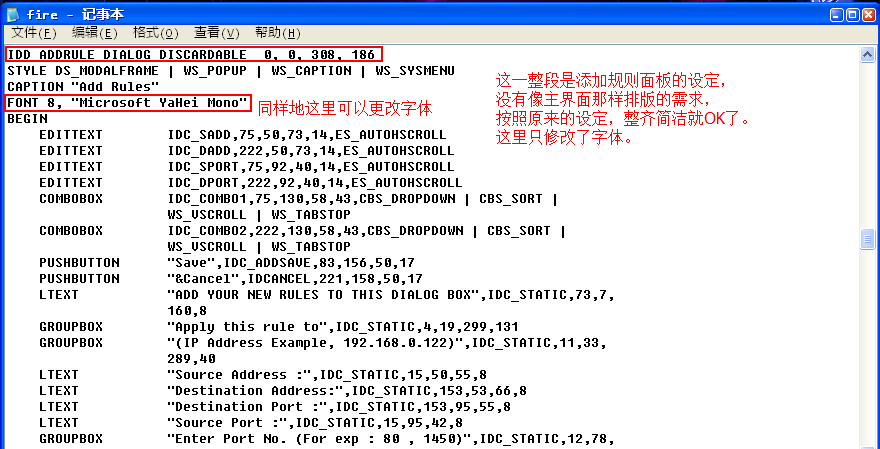 fire - 记事本
文件(F) 编辑(E) 格式(O) 查看(V) 帮助(H)
IDD_ADDRULE DIALOG DISCARDABLE  0, 0, 308, 186
STYLE DS_MODALFRAME | WS_POPUP | WS_CAPTION | WS_SYSMENU
CAPTION "Add Rules"
FONT 8, "Microsoft YaHei Mono"
同样地这里可以更改字体
这一整段是添加规则面板的设定，
没有像主界面那样排版的需求，
按照原来的设定，整齐简洁就OK了。
这里只修改了字体。
BEGIN
    EDITTEXT        IDC_SADD,75,50,73,14,ES_AUTOHSCROLL
    EDITTEXT        IDC_DADD,222,50,73,14,ES_AUTOHSCROLL
    EDITTEXT        IDC_SPORT,75,92,40,14,ES_AUTOHSCROLL
    EDITTEXT        IDC_DPORT,222,92,40,14,ES_AUTOHSCROLL
    COMBOBOX        IDC_COMBO1,75,130,58,43,CBS_DROPDOWN | CBS_SORT |
                    WS_VSCROLL | WS_TABSTOP
    COMBOBOX        IDC_COMBO2,222,130,58,43,CBS_DROPDOWN | CBS_SORT |
                    WS_VSCROLL | WS_TABSTOP
    PUSHBUTTON      "Save",IDC_ADDSAVE,83,156,50,17
    PUSHBUTTON      "&Cancel",IDCANCEL,221,158,50,17
    LTEXT           "ADD YOUR NEW RULES TO THIS DIALOG BOX",IDC_STATIC,73,7,
                    160,8
    GROUPBOX        "Apply this rule to",IDC_STATIC,4,19,299,131
    GROUPBOX        "(IP Address Example, 192.168.0.122)",IDC_STATIC,11,33,
                    289,40
    LTEXT           "Source Address :",IDC_STATIC,15,50,55,8
    LTEXT           "Destination Address:",IDC_STATIC,153,53,66,8
    LTEXT           "Destination Port :",IDC_STATIC,153,95,55,8
    LTEXT           "Source Port :",IDC_STATIC,15,95,42,8
    GROUPBOX        "Enter Port No. (For exp : 80 , 1450)",IDC_STATIC,12,78,